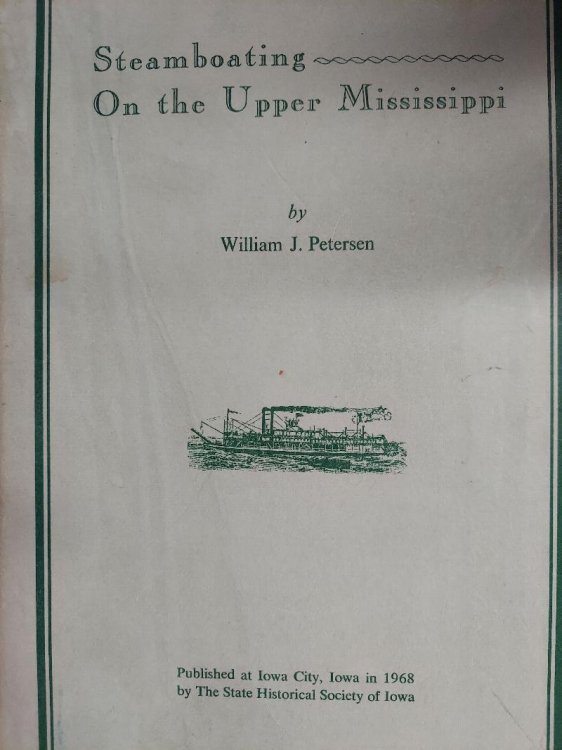 Steamboating
On the Upper Mississippi
by
William J. Petersen
Published at Iowa City, Iowa in 1968
by The State Historical Society of Iowa